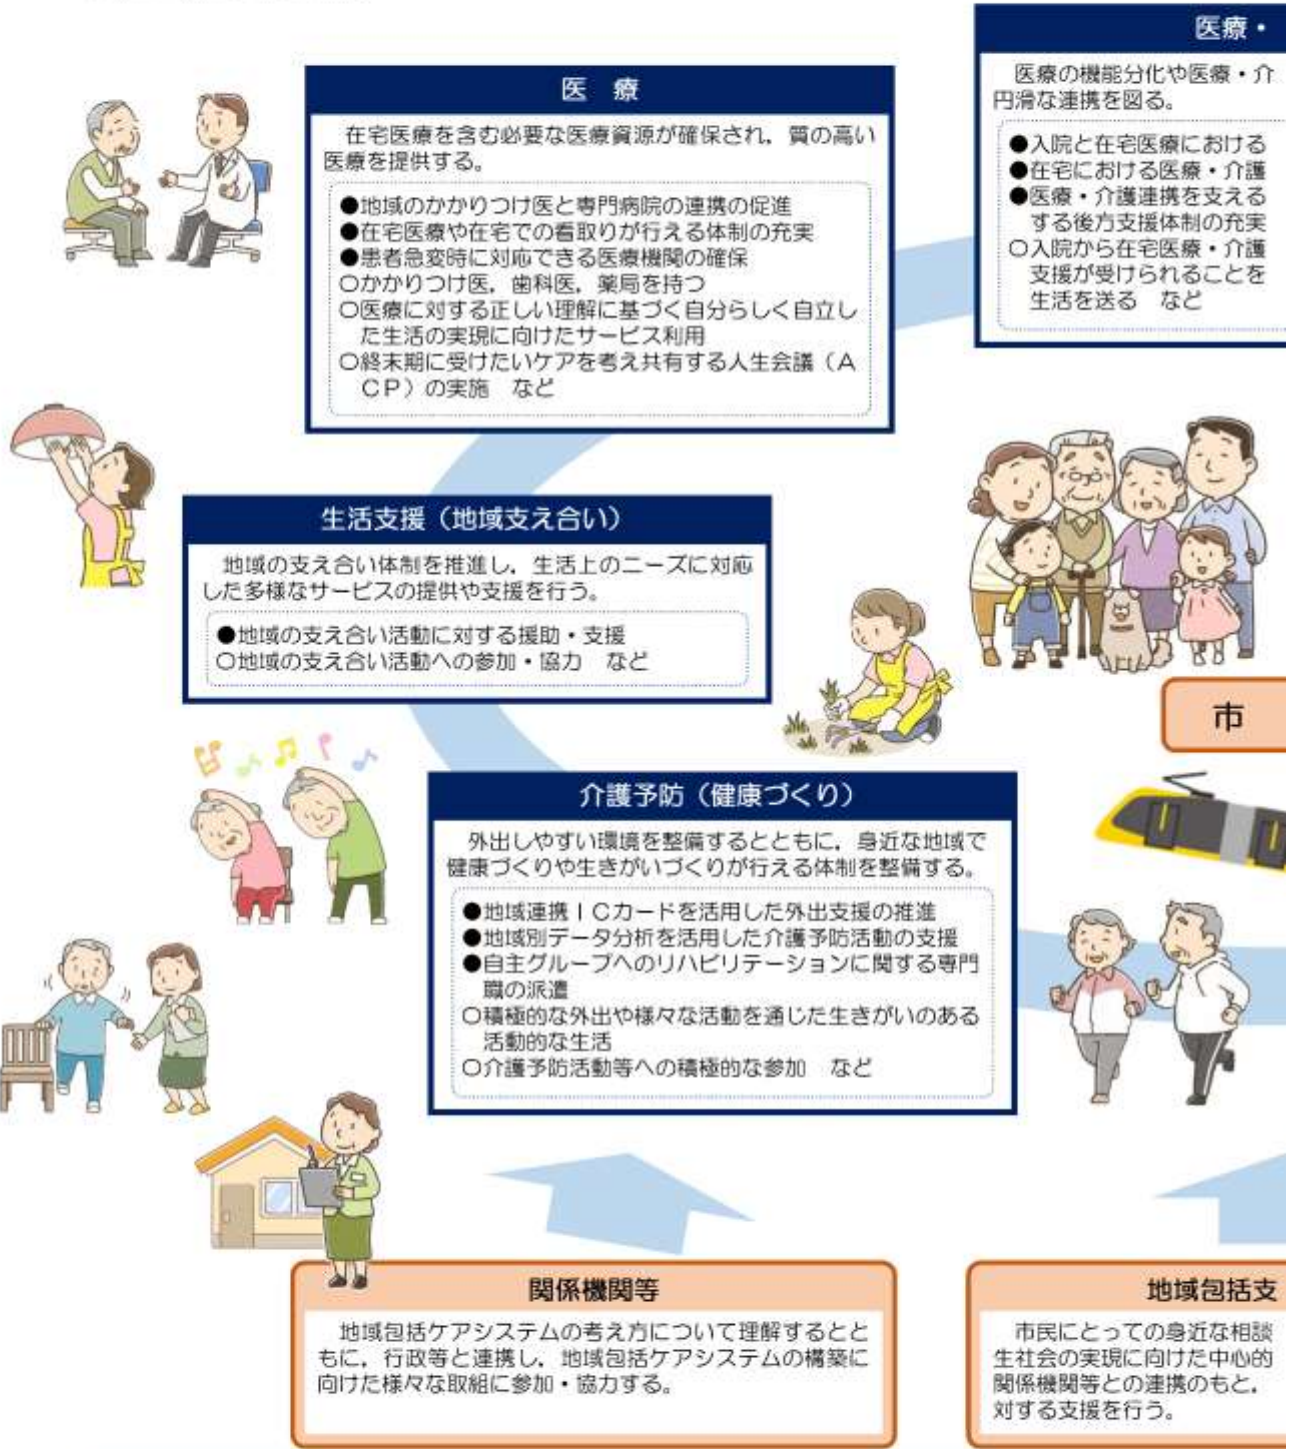 医療・
医療の機能分化や医療・介
円滑な連携を図る。
●入院と在宅医療における
●在宅における医療・介護
●医療・介護連携を支える
する後方支援体制の充実
○入院から在宅医療・介護
支援が受けられることを
生活を送る　など
医　療
在宅医療を含む必要な医療資源が確保され，質の高い
医療を提供する。
●地域のかかりつけ医と専門病院の連携の促進
●在宅医療や在宅での看取りが行える体制の充実
●患者急変時に対応できる医療機関の確保
○かかりつけ医，歯科医，薬局を持つ
○医療に対する正しい理解に基づく自分らしく自立し
た生活の実現に向けたサービス利用
○終末期に受けたいケアを考え共有する人生会議（Ａ
ＣＰ）の実施　など
生活支援（地域支え合い）
地域の支え合い体制を推進し，生活上のニーズに対応
した多様なサービスの提供や支援を行う。
●地域の支え合い活動に対する援助・支援
○地域の支え合い活動への参加・協力　など
市
介護予防（健康づくり）
外出しやすい環境を整備するとともに，身近な地域で
健康づくりや生きがいづくりが行える体制を整備する。
●地域連携ＩＣカードを活用した外出支援の推進
●地域別データ分析を活用した介護予防活動の支援
●自主グループへのリハビリテーションに関する専門
職の派遣
○積極的な外出や様々な活動を通じた生きがいのある
活動的な生活
○介護予防活動等への積極的な参加　など
関係機関等
地域包括ケアシステムの考え方について理解するとと
もに，行政等と連携し，地域包括ケアシステムの構築に
向けた様々な取組に参加・協力する。
地域包括支
市民にとっての身近な相談
生社会の実現に向けた中心的
関係機関等との連携のもと，
対する支援を行う。